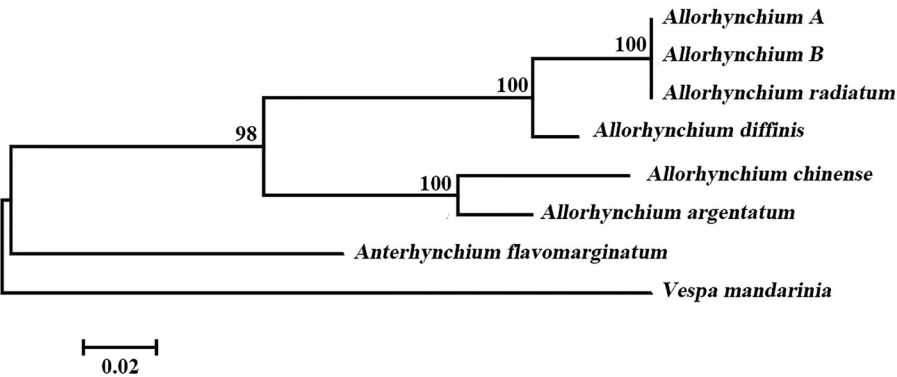 Allorhynchium A
100
Allorhynchium B
100
Allorhynchium radiatum
98
Allorhynchium diffinis
100
Allorhynchium chinense
Allorhynchium argentatum
Anterhynchium flavomarginatum
Vespa mandarinia
0.02